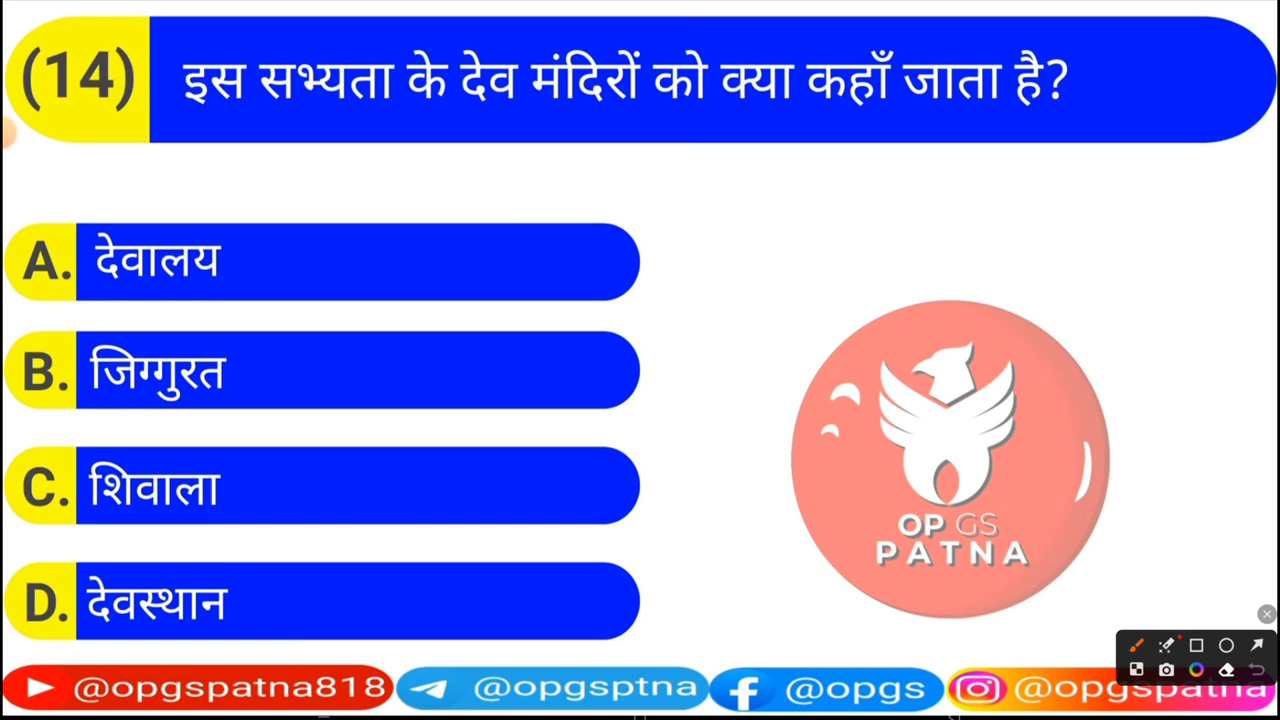 (14) इस सभ्यता के देव मंदिरों को क्या कहाँ जाता है?
A. देवालय
B. जिग्गुरत
C. शिवाला
D. देवस्थान
OP GS
PATNA
@opgspatna818 @opgsptna @opgs @opgspatna